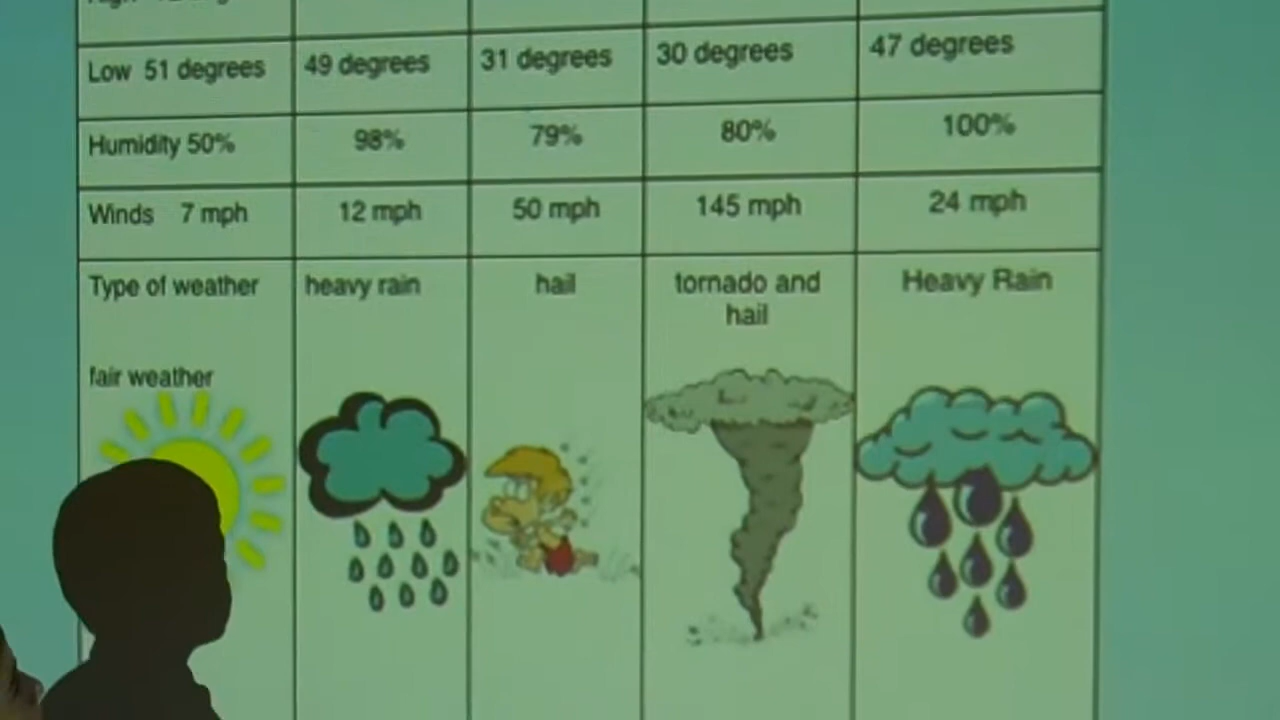 Low 51 degrees 49 degrees 31 degrees 30 degrees 47 degrees
Humidity 50% 98% 79% 80% 100%
Winds 7 mph 12 mph 50 mph 145 mph 24 mph
Type of weather heavy rain hail tornado and Heavy Rain
hail
fair weather